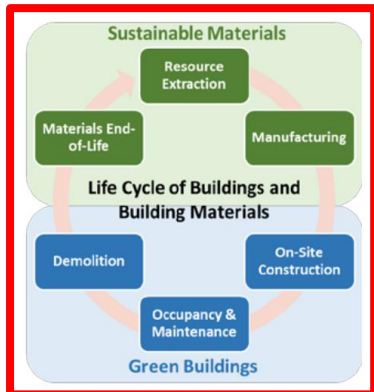 Sustainable Materials
Resource
Extraction
Materials End-
of-Life
Manufacturing
Life Cycle of Buildings and
Building Materials
Demolition
On-Site
Construction
Occupancy &
Maintenance
Green Buildings